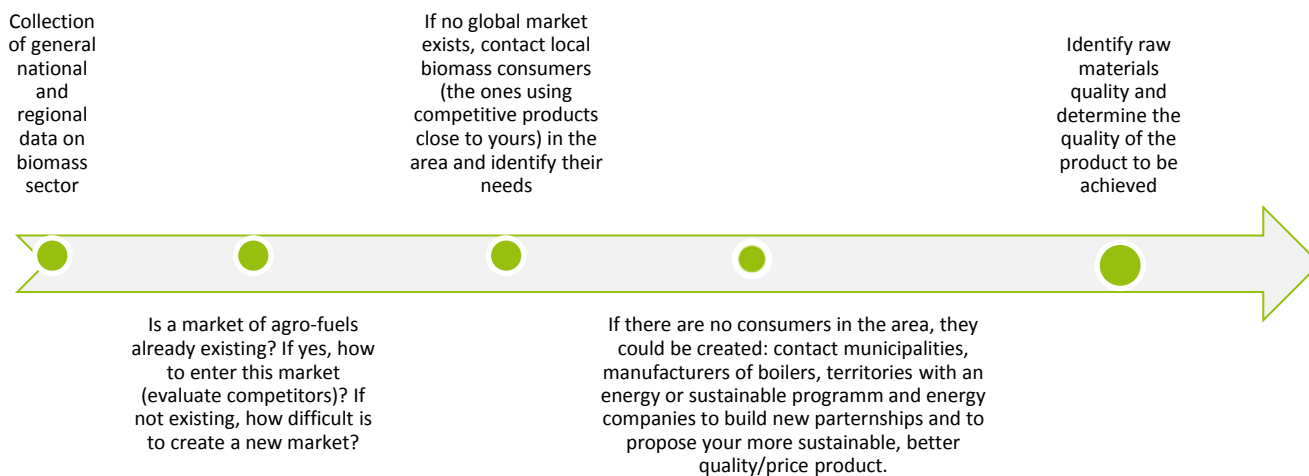 Collection
of general
national
and
regional
data on
biomass
sector
Is a market of agro-fuels
already existing? If yes, how
to enter this market
(evaluate competitors)? If
not existing, how difficult is
to create a new market?
If no global market
exists, contact local
biomass consumers
(the ones using
competitive products
close to yours) in the
area and identify their
needs
If there are no consumers in the area, they
could be created: contact municipalities,
manufacturers of boilers, territories with an
energy or sustainable programm and energy
companies to build new parternships and to
propose your more sustainable, better
quality/price product.
Identify raw
materials
quality and
determine the
quality of the
product to be
achieved